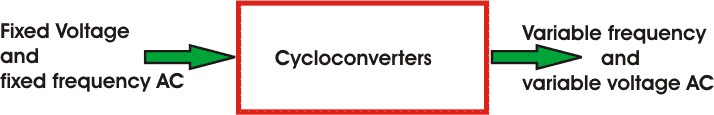 Fixed Voltage
and
fixed frequency AC
Cycloconverters
Variable frequency
and
variable voltage AC